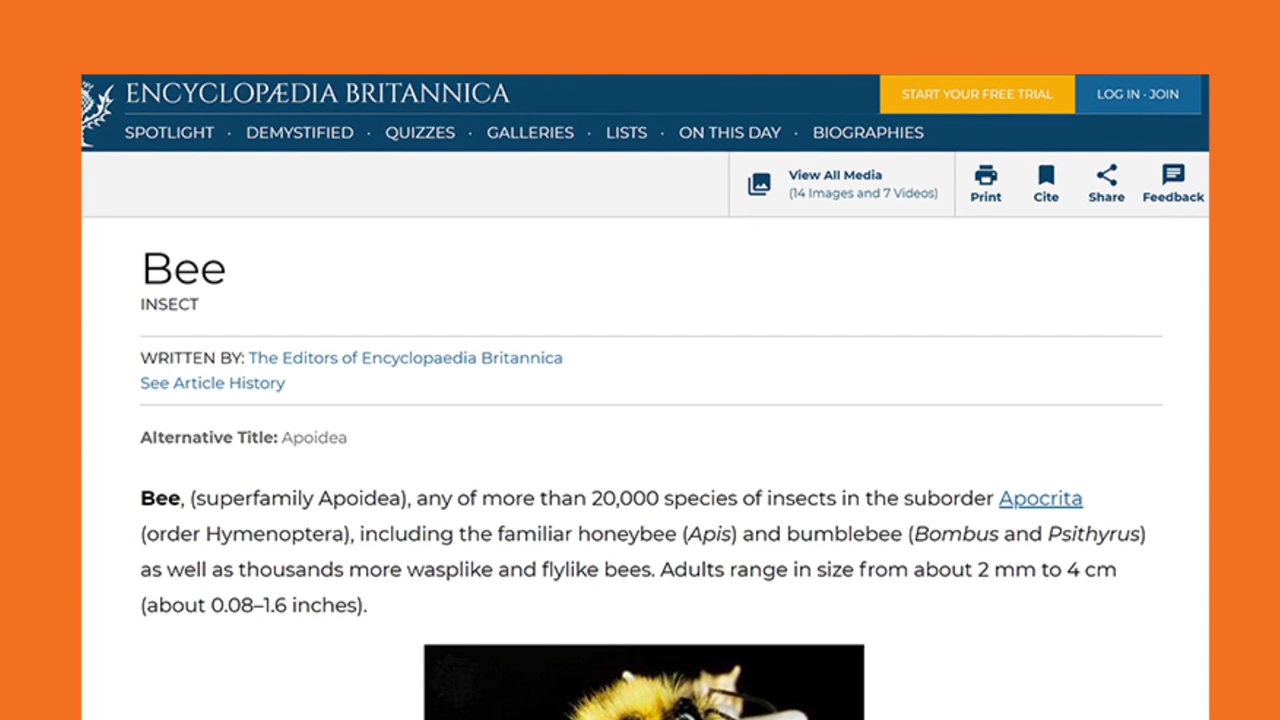 ENCYCLOPÆDIA BRITANNICA
START YOUR FREE TRIAL
LOG IN · JOIN
SPOTLIGHT · DEMYSTIFIED · QUIZZES · GALLERIES · LISTS · ON THIS DAY · BIOGRAPHIES
View All Media
(14 Images and 7 Videos)
Print
Cite
Share
Feedback
Bee
INSECT
WRITTEN BY: The Editors of Encyclopaedia Britannica
See Article History
Alternative Title: Apoidea
Bee, (superfamily Apoidea), any of more than 20,000 species of insects in the suborder Apocrita
(order Hymenoptera), including the familiar honeybee (Apis) and bumblebee (Bombus and Psithyrus)
as well as thousands more wasplike and flylike bees. Adults range in size from about 2 mm to 4 cm
(about 0.08–1.6 inches).